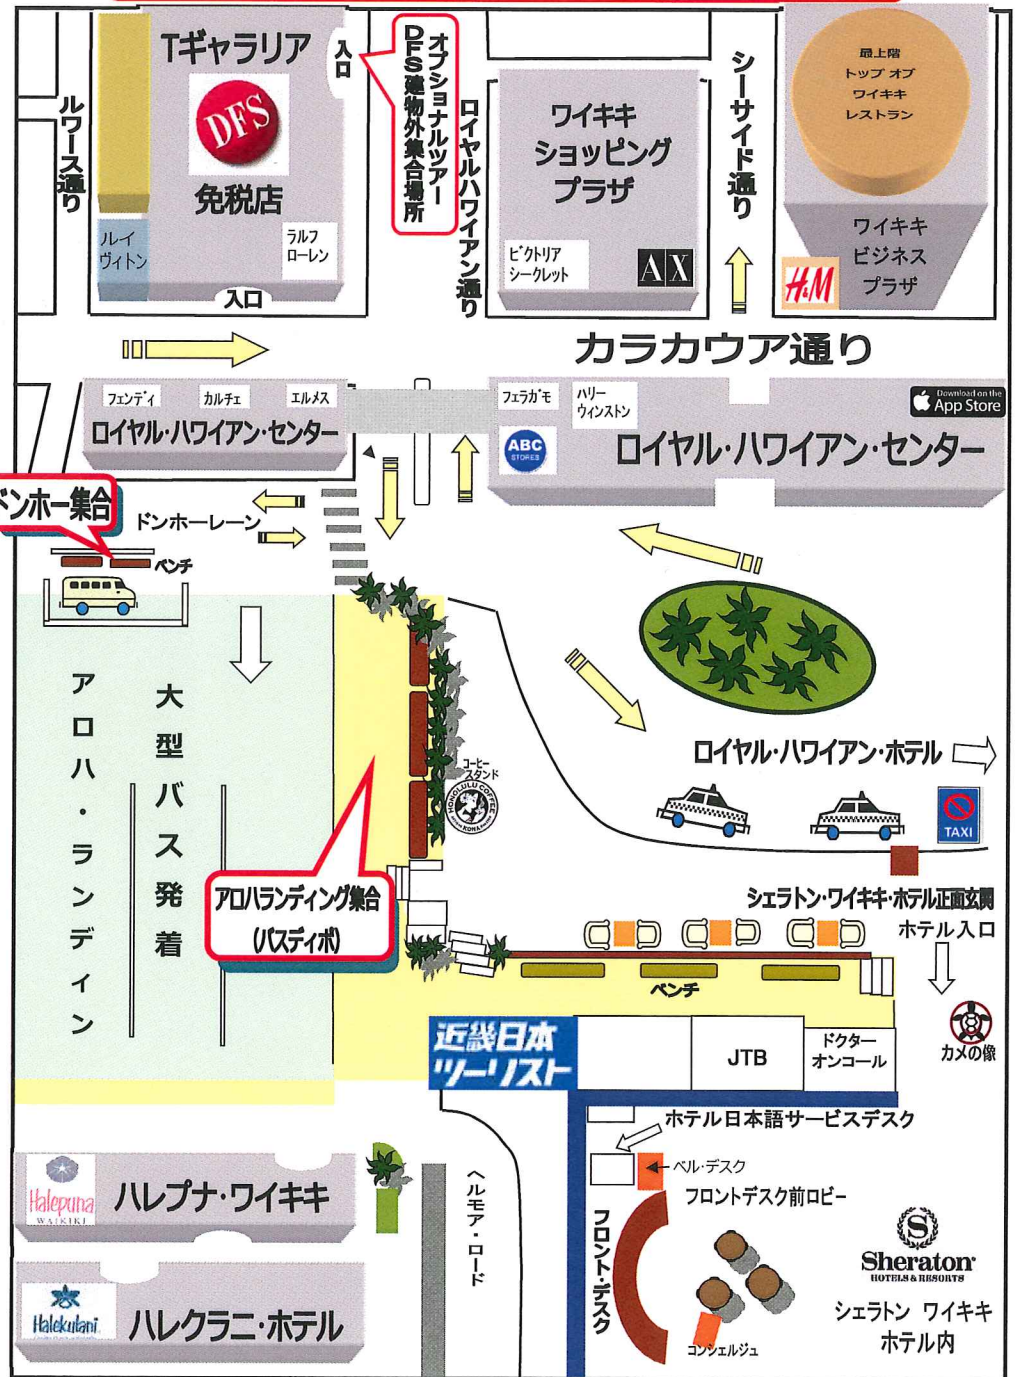 Tギャラリア
入口
DFS
免税店
ルイ
ヴィトン
ラルフ
ローレン
入口
ルワース通り
オプショナルツアー
DFS建物外集合場所
ロイヤルハワイアン通り
ワイキキ
ショッピング
プラザ
ビクトリア
シークレット
A X
シーサイド通り
最上階
トップ オブ
ワイキキ
レストラン
ワイキキ
ビジネス
プラザ
H&M
カラカウア通り
フェンディ
カルチェ
エルメス
ロイヤル・ハワイアン・センター
フェラガモ
ハリー
ウィンストン
ABC
STORES
Download on the
App Store
ロイヤル・ハワイアン・センター
ドンホー集合
ドンホーレーン
ベンチ
アロハ・ランディン
大型バス発着
コーヒー
スタンド
HONOLULU COFFEE
ロイヤル・ハワイアン・ホテル
TAXI
アロハランディング集合
(バスディポ)
シェラトン・ワイキキ・ホテル正面玄関
ホテル入口
ベンチ
カメの像
近畿日本
ツーリスト
JTB
ドクター
オンコール
ホテル日本語サービスデスク
ベル・デスク
フロントデスク前ロビー
フロント・デスク
コンシェルジュ
Sheraton
HOTELS & RESORTS
シェラトン ワイキキ
ホテル内
Halepuna
WAIKIKI
ハレプナ・ワイキキ
ヘルモア・ロード
Halekulani
ハレクラニ・ホテル